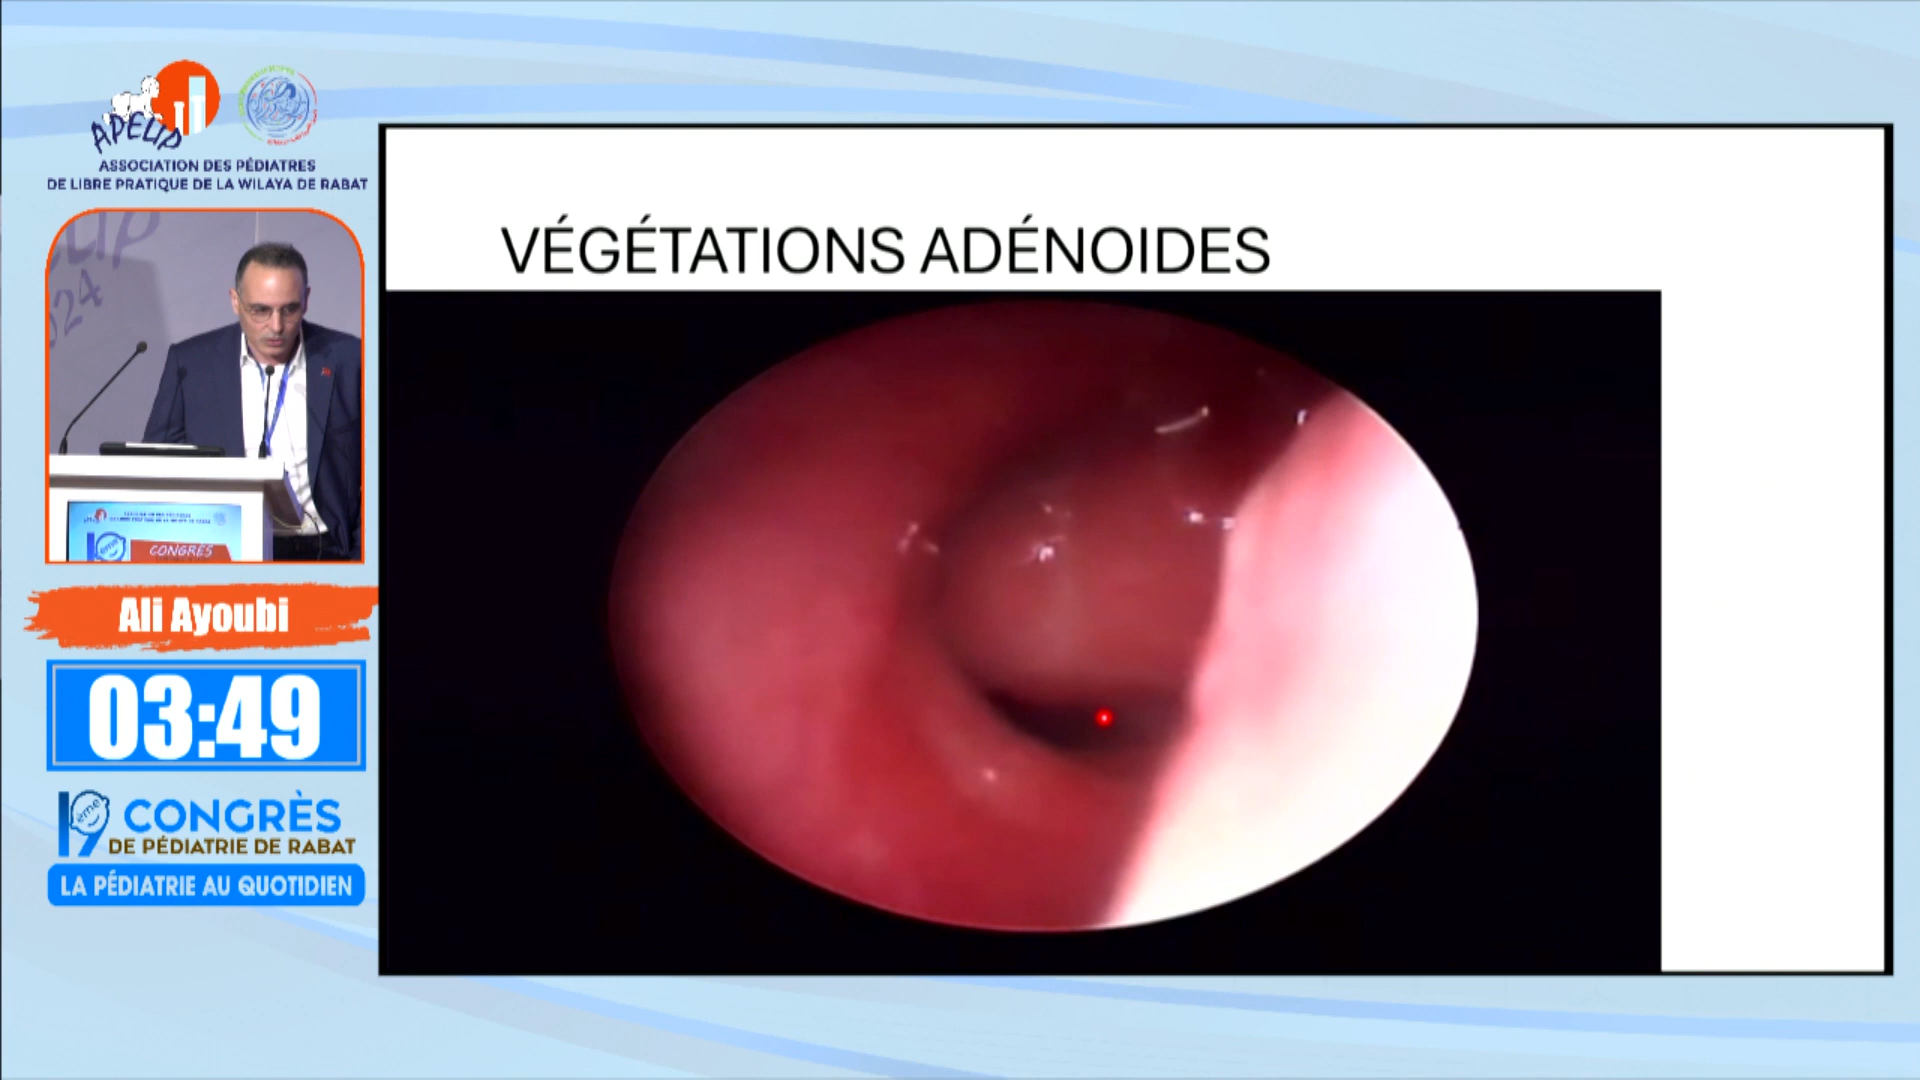 APELIP
ASSOCIATION DES PÉDIATRES
DE LIBRE PRATIQUE DE LA WILAYA DE RABAT
VÉGÉTATIONS ADÉNOIDES
CONGRÈS
Ali Ayoubi
03:49
19ème CONGRÈS
DE PÉDIATRIE DE RABAT
LA PÉDIATRIE AU QUOTIDIEN